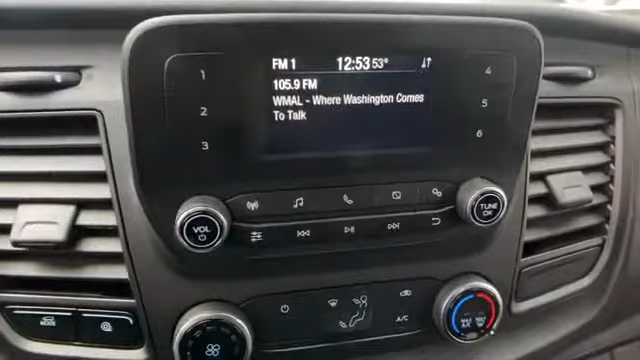 FM 1 12:53 53°
105.9 FM
WMAL - Where Washington Comes
To Talk
1
2
3
4
5
6
VOL
TUNE
OK
MODE
A/C
MAX A/C MAX